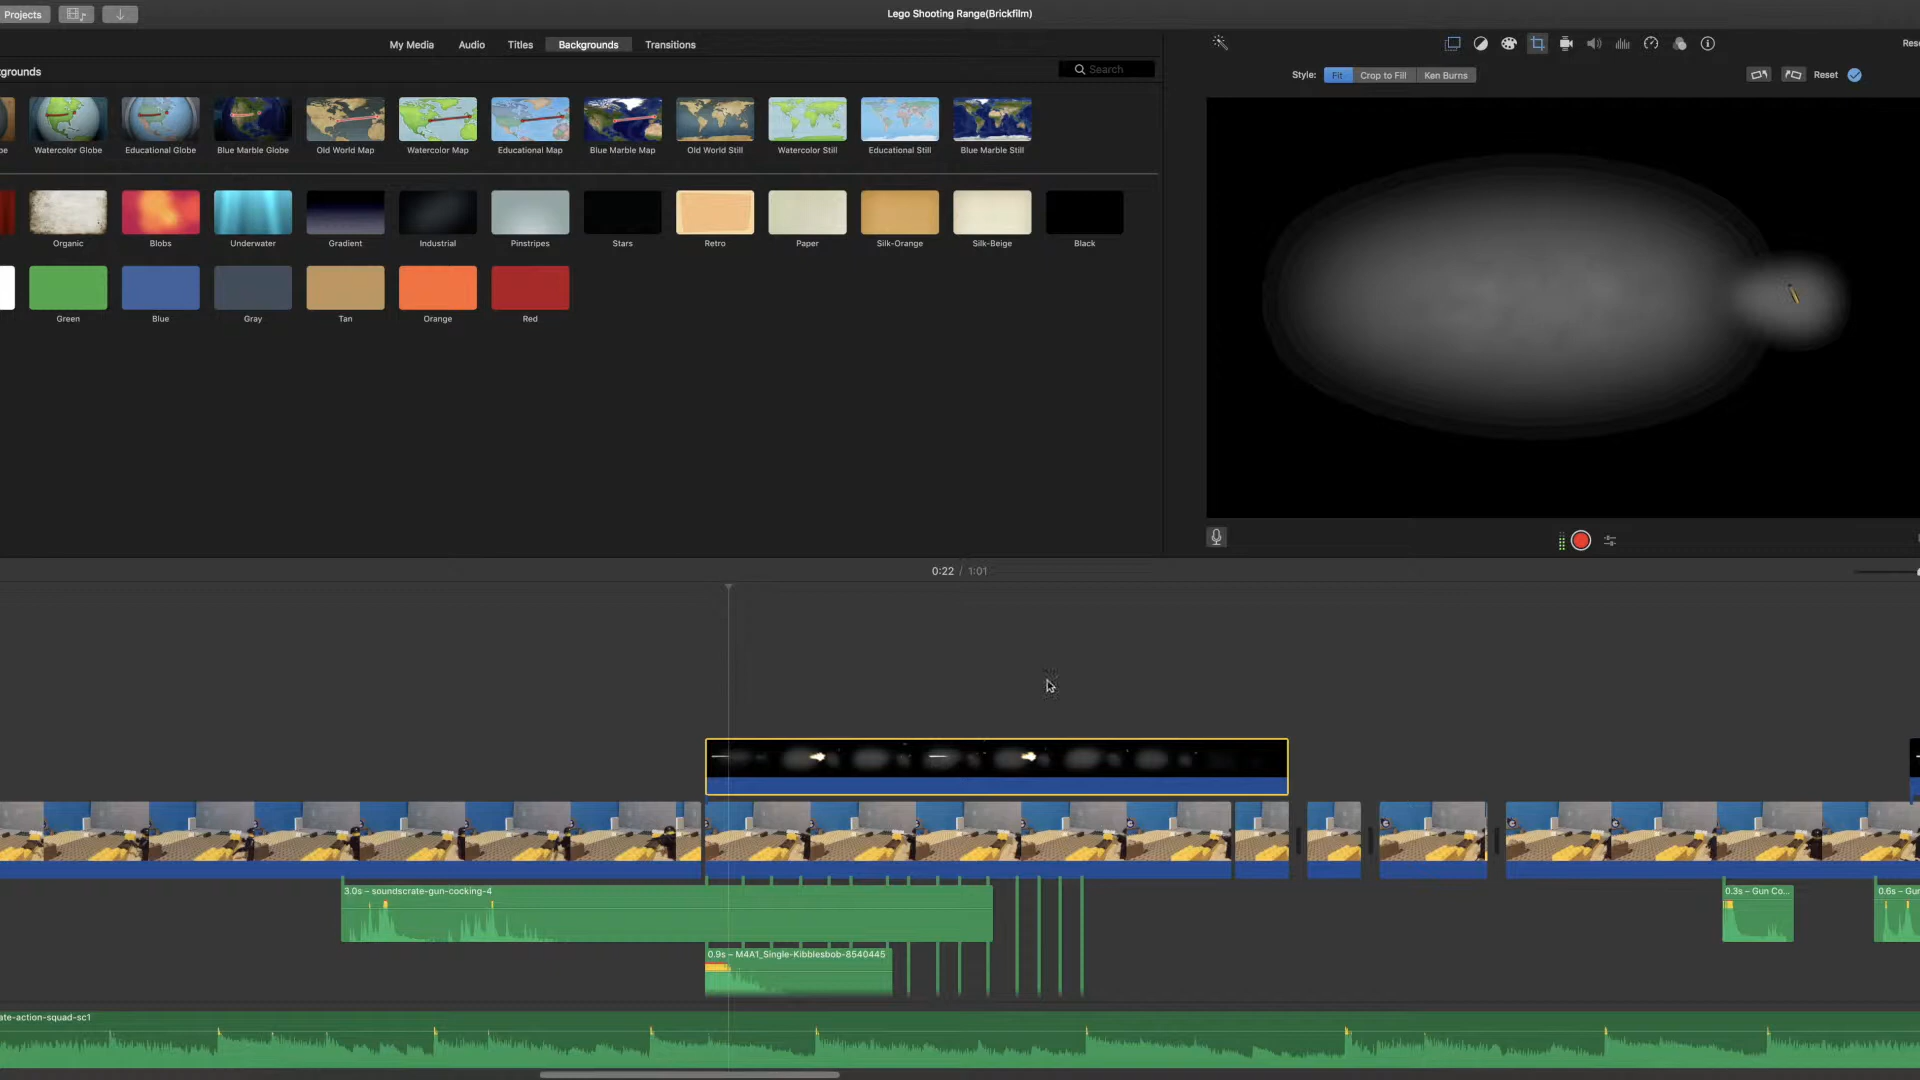 Projects
Lego Shooting Range(Brickfilm)
My Media Audio Titles Backgrounds Transitions
grounds
Search
Style: Fit Crop to Fill Ken Burns Reset
Watercolor Globe Educational Globe Blue Marble Globe Old World Map Watercolor Map Educational Map Blue Marble Map Old World Still Watercolor Still Educational Still Blue Marble Still
Organic Blobs Underwater Gradient Industrial Pinstripes Stars Retro Paper Silk-Orange Silk-Beige Black
Green Blue Gray Tan Orange Red
0:22 / 1:01
3.0s – soundscrate-gun-cocking-4
0.3s – Gun Co...
0.6s – Gun
0.9s – M4A1_Single-Kibblesbob-8540445
ate-action-squad-sc1